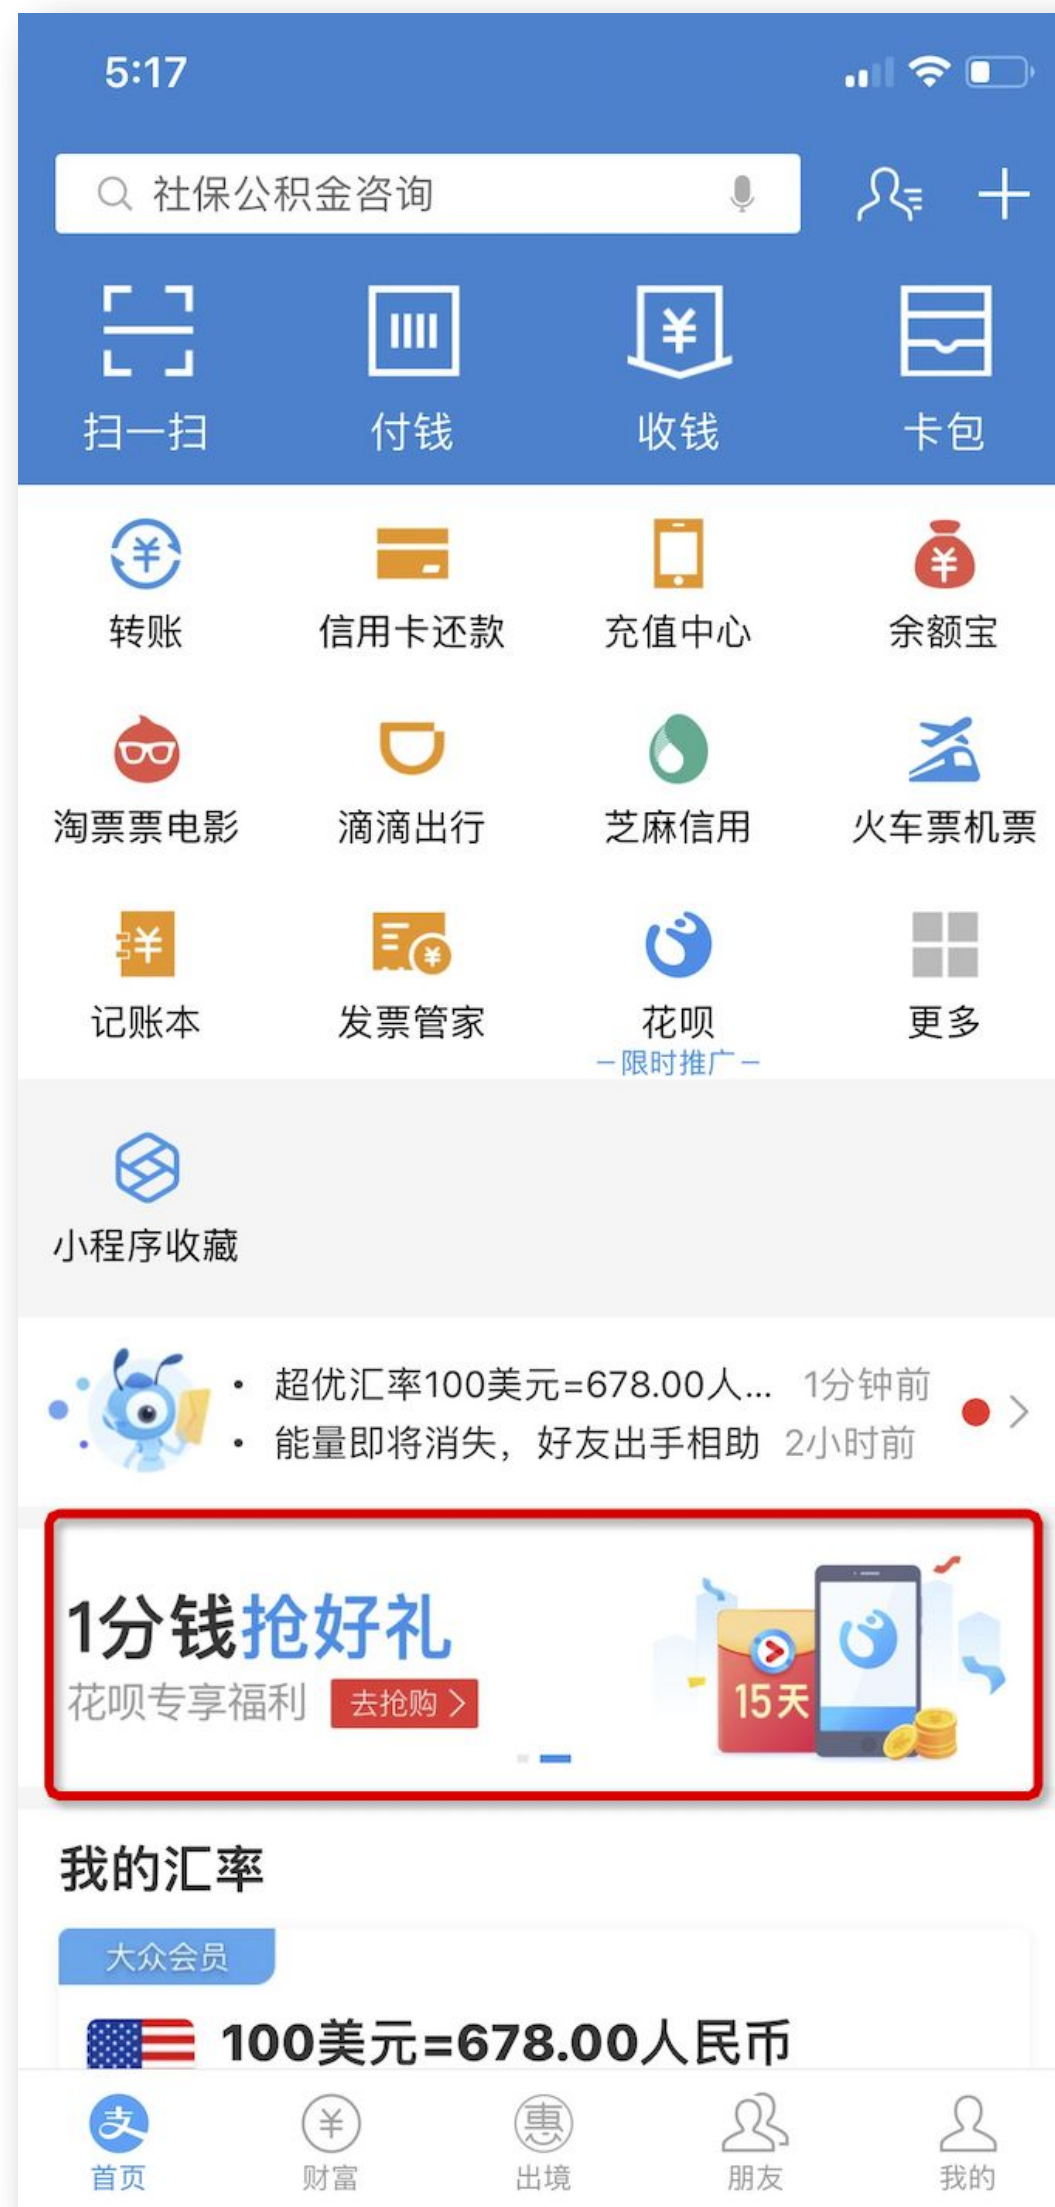 5:17
社保公积金咨询
扫一扫 付钱 收钱 卡包
转账 信用卡还款 充值中心 余额宝
淘票票电影 滴滴出行 芝麻信用 火车票机票
记账本 发票管家 花呗 更多
限时推广
小程序收藏
· 超优汇率100美元=678.00人... 1分钟前
· 能量即将消失，好友出手相助 2小时前
1分钱抢好礼
花呗专享福利 去抢购
15天
我的汇率
大众会员
100美元=678.00人民币
支 惠
首页 财富 出境 朋友 我的